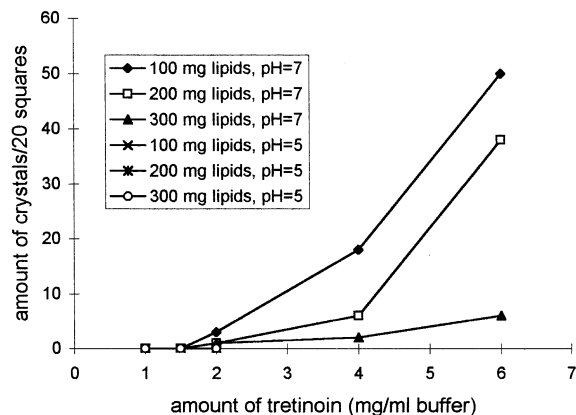 60
50
40
30
20
10
0
amount of crystals/20 squares
100 mg lipids, pH=7
200 mg lipids, pH=7
300 mg lipids, pH=7
100 mg lipids, pH=5
200 mg lipids, pH=5
300 mg lipids, pH=5
0 1 2 3 4 5 6 7
amount of tretinoin (mg/ml buffer)